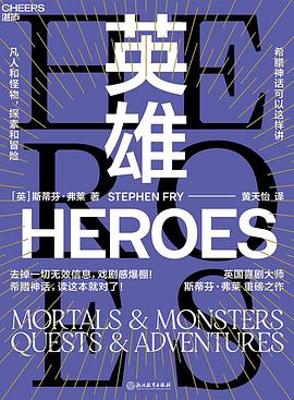 CHEERS
湛庐
HEROES
凡人和怪物，探索和冒险
英雄
希腊神话可以这样讲
[英]斯蒂芬·弗莱 著
STEPHEN FRY
黄天怡 译
HEROES
去掉一切无效信息，戏剧感爆棚！
希腊神话，读这本就对了！
英国喜剧大师
斯蒂芬·弗莱 重磅之作
MORTALS & MONSTERS
QUESTS & ADVENTURES
浙江教育出版社